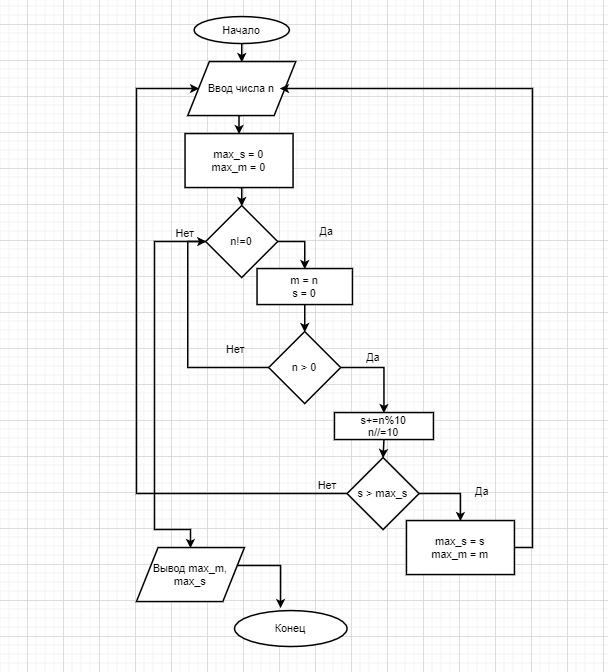 Начало
Ввод числа n
max_s = 0
max_m = 0
Нет
n!=0
Да
m = n
s = 0
Нет
n > 0
Да
s+=n%10
n//=10
Нет
s > max_s
Да
max_s = s
max_m = m
Вывод max_m,
max_s
Конец